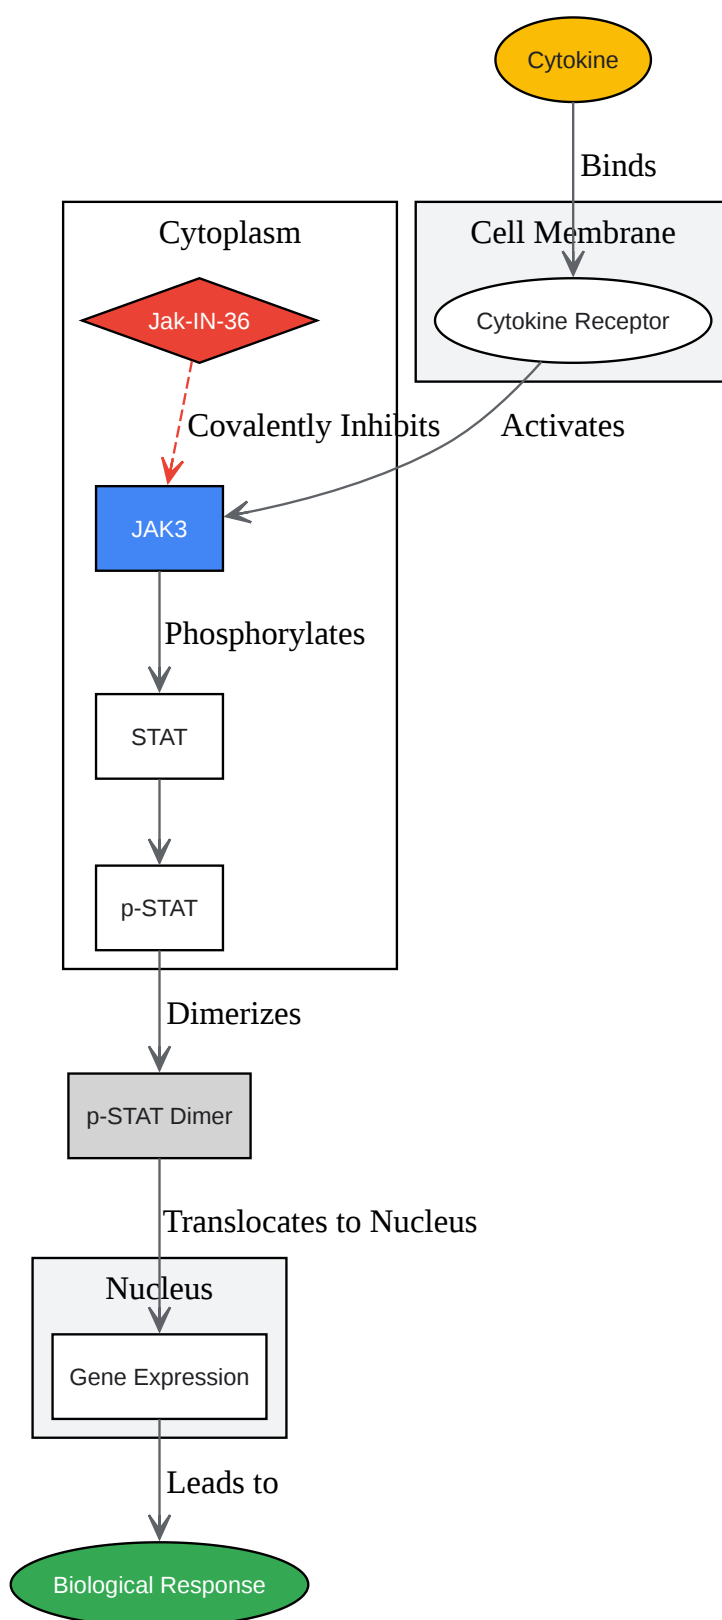 Cytokine
Binds
Cytoplasm
Cell Membrane
Jak-IN-36
Cytokine Receptor
Covalently Inhibits
Activates
JAK3
Phosphorylates
STAT
p-STAT
Dimerizes
p-STAT Dimer
Translocates to Nucleus
Nucleus
Gene Expression
Leads to
Biological Response